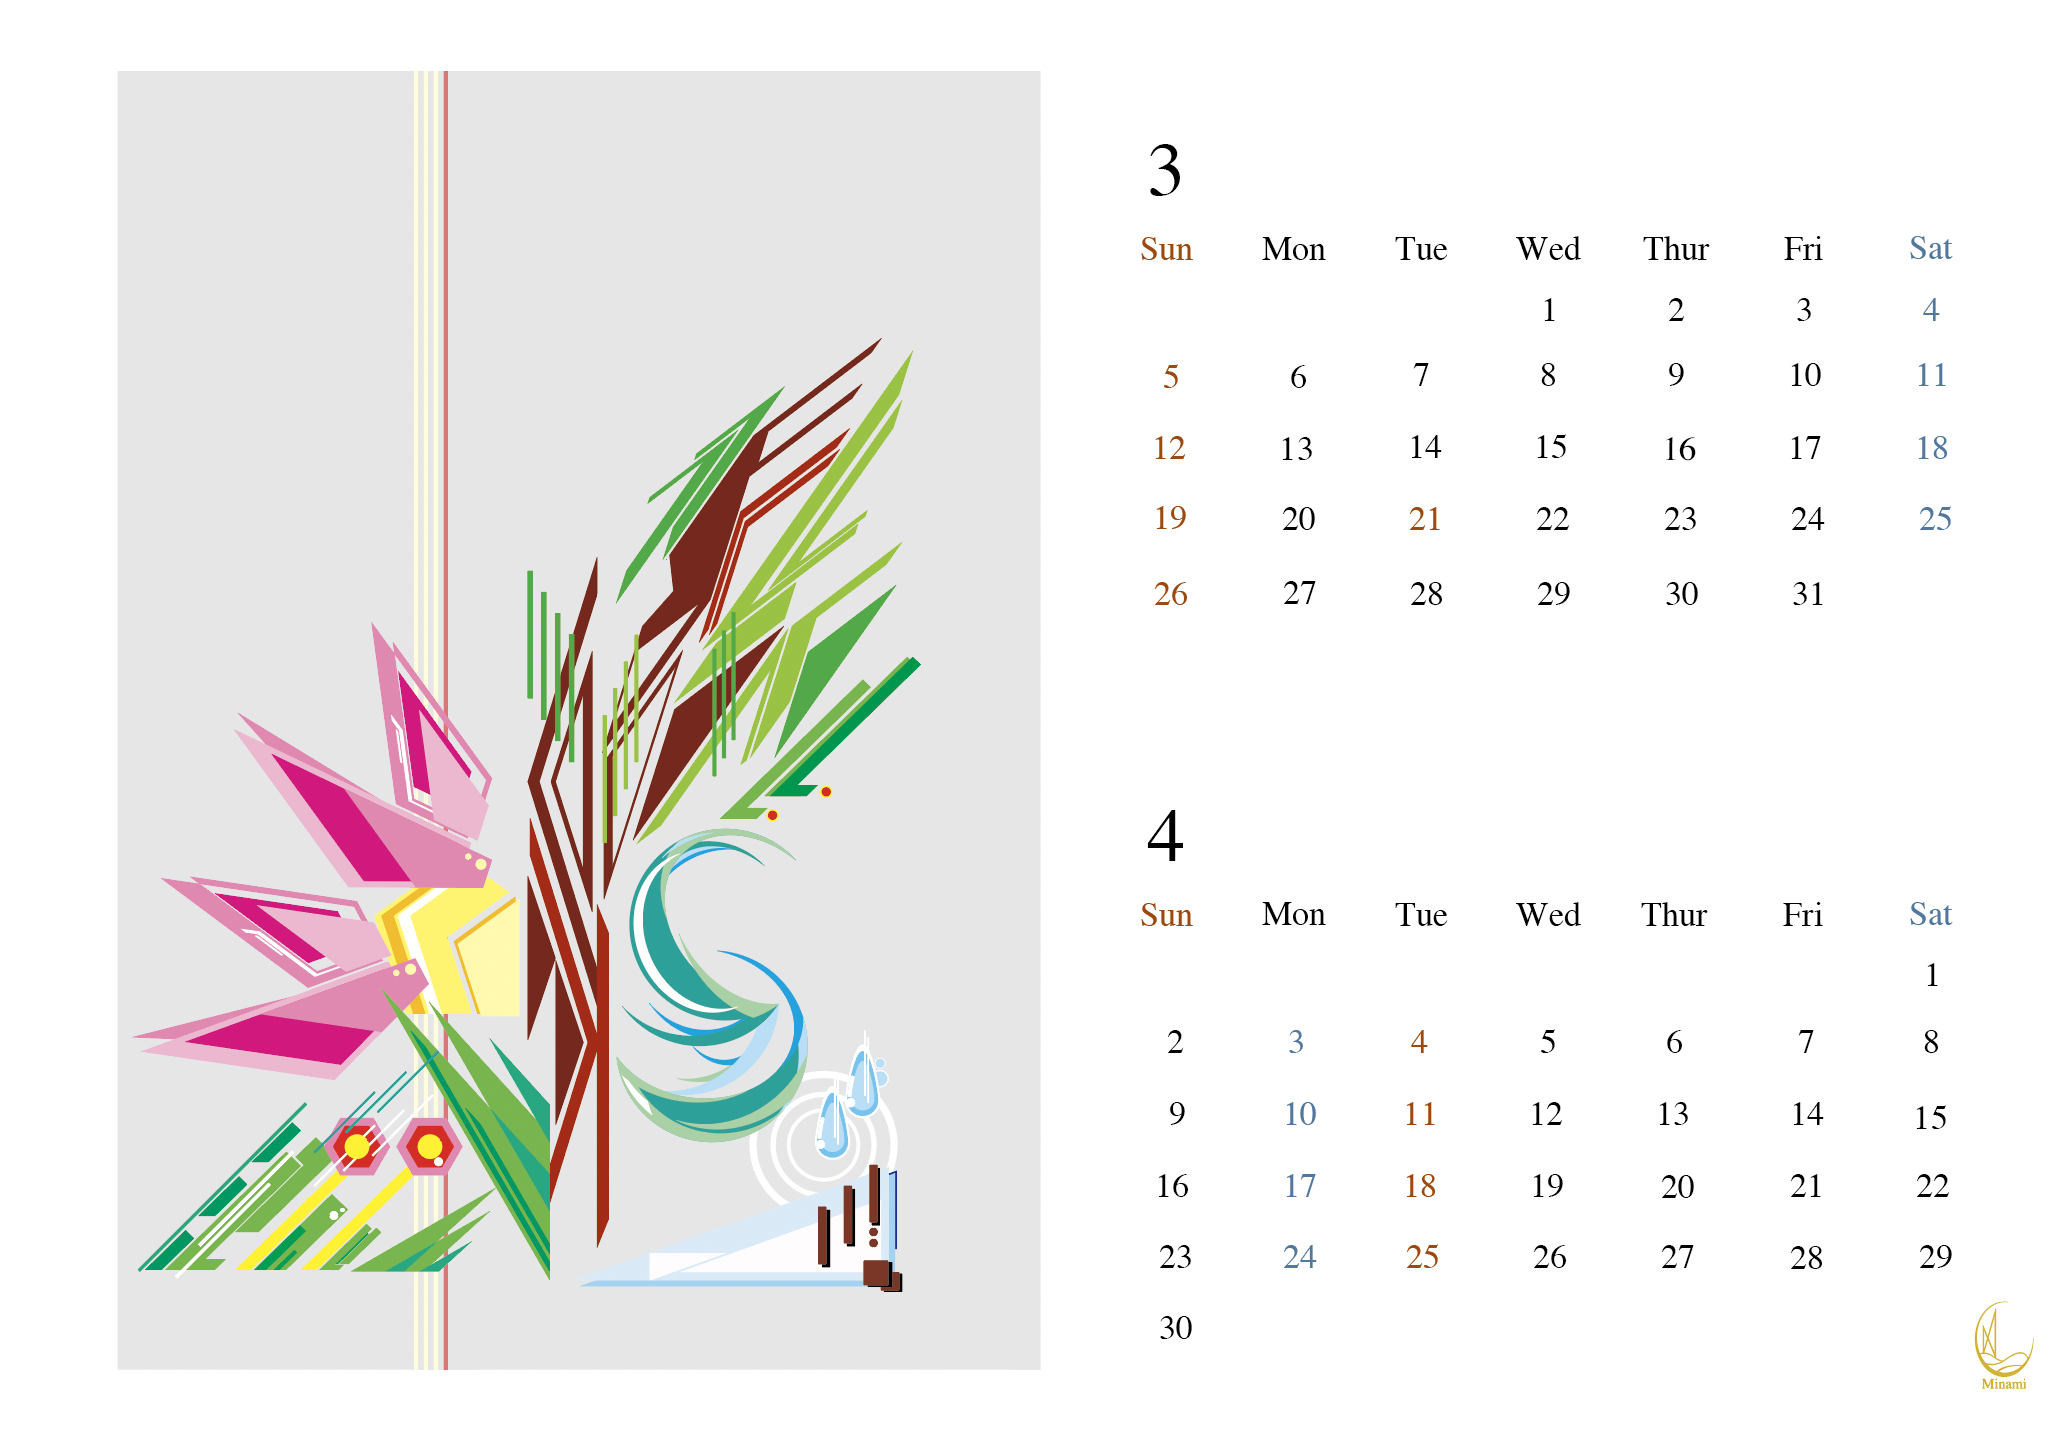 3
Sun Mon Tue Wed Thur Fri Sat
1 2 3 4
5 6 7 8 9 10 11
12 13 14 15 16 17 18
19 20 21 22 23 24 25
26 27 28 29 30 31
4
Sun Mon Tue Wed Thur Fri Sat
1
2 3 4 5 6 7 8
9 10 11 12 13 14 15
16 17 18 19 20 21 22
23 24 25 26 27 28 29
30
Minami